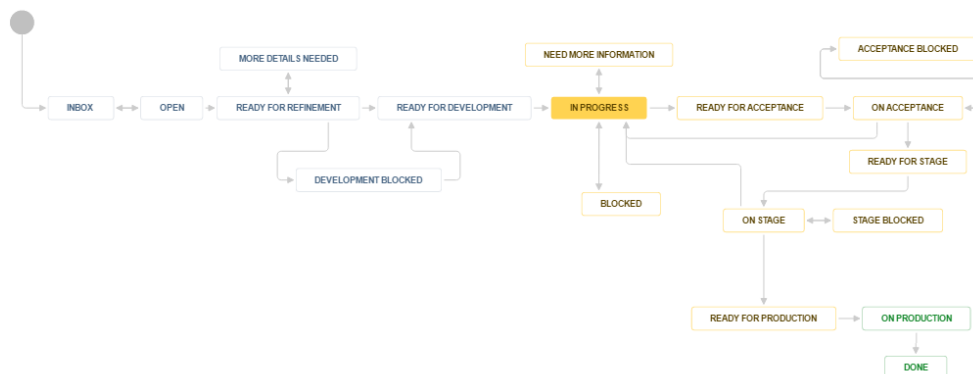 MORE DETAILS NEEDED
NEED MORE INFORMATION
ACCEPTANCE BLOCKED
INBOX
OPEN
READY FOR REFINEMENT
READY FOR DEVELOPMENT
IN PROGRESS
READY FOR ACCEPTANCE
ON ACCEPTANCE
READY FOR STAGE
DEVELOPMENT BLOCKED
BLOCKED
ON STAGE
STAGE BLOCKED
READY FOR PRODUCTION
ON PRODUCTION
DONE